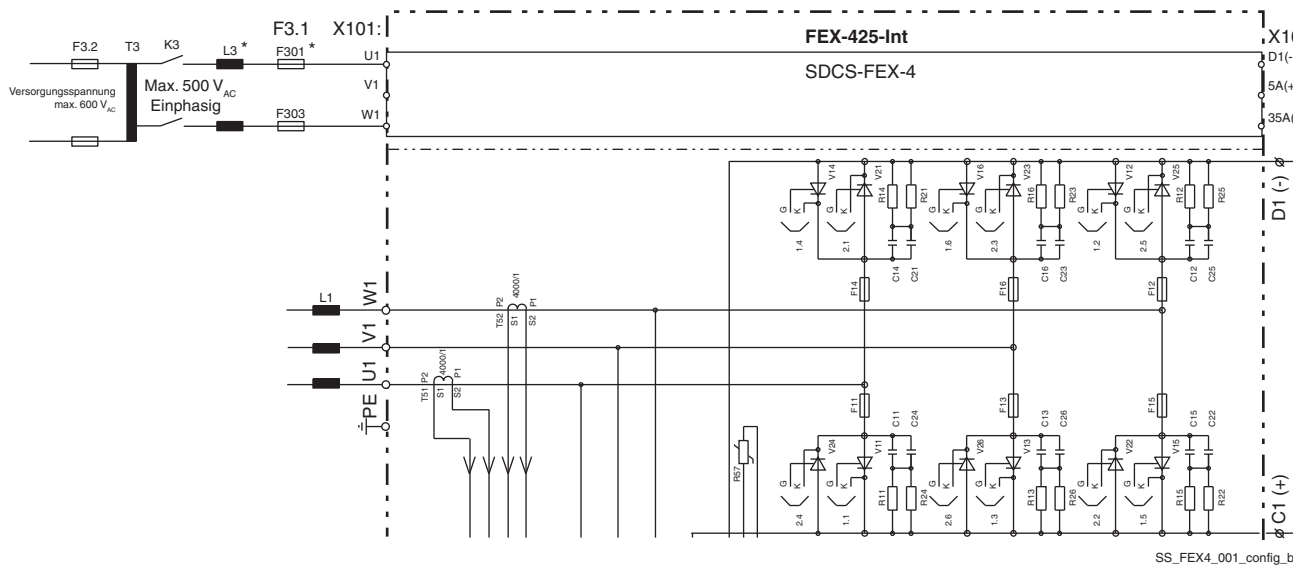 F3.1 X101:
FEX-425-Int
X10
F3.2 T3 K3 L3 * F301 * U1
SDCS-FEX-4
D1(-
Versorgungsspannung
max. 600 VAC
Max. 500 VAC
Einphasig
V1
5A(+
F303 W1
35A(
V14 V21 R14 R21 V16 V23 R16 R23 V12 V25 R12 R25
G K G K G K G K G K G K
1.4 2.1 C14 C21 1.6 2.3 C16 C23 1.2 2.5 C12 C25
D1 (-)
F14 F16 F12
L1 W1
T52 P2 4000/1 S1 S2 P1
V1
U1
T51 P2 4000/1 S1 S2 P1
PE
F11 C11 C24 F13 C13 C26 F15 C15 C22
R57
V24 V11 V26 V13 V22 V15
G K G K G K G K G K G K
R11 R24 R13 R26 R15 R22
2.4 1.1 2.6 1.3 2.2 1.5
C1 (+)
SS_FEX4_001_config_b